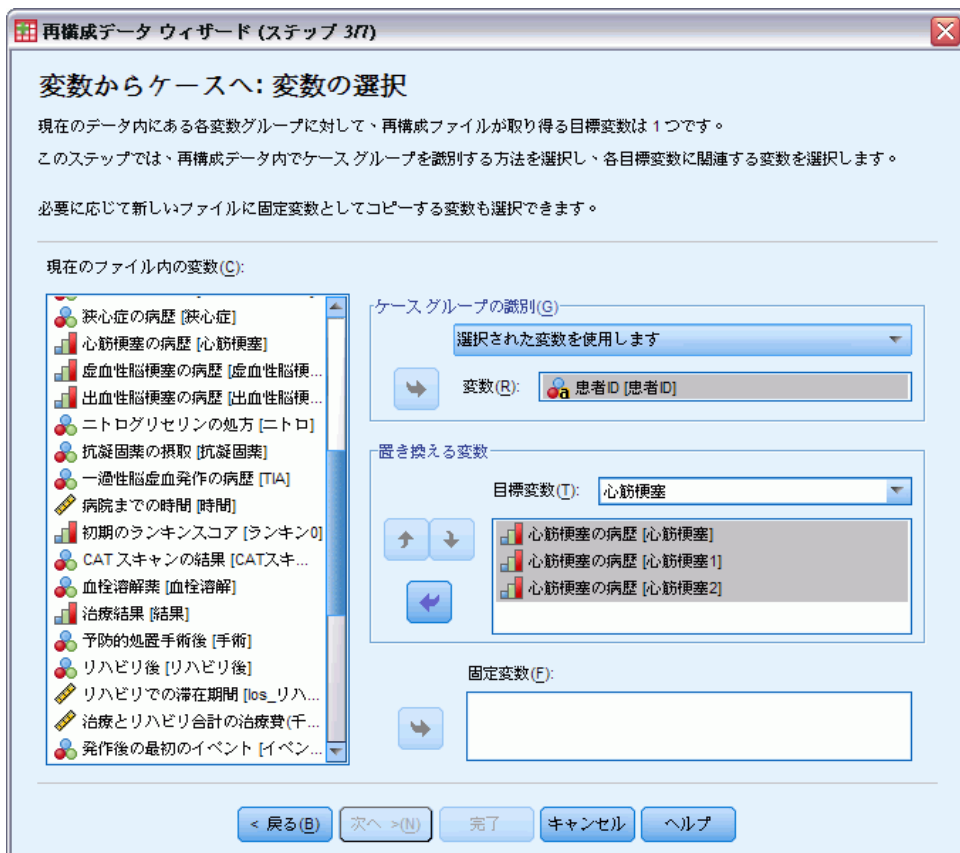 再構成データ ウィザード (ステップ 3/7)
変数からケースへ: 変数の選択
現在のデータ内にある各変数グループに対して、再構成ファイルが取り得る目標変数は 1 つです。
このステップでは、再構成データ内でケース グループを識別する方法を選択し、各目標変数に関連する変数を選択します。
必要に応じて新しいファイルに固定変数としてコピーする変数も選択できます。
現在のファイル内の変数(C):
狭心症の病歴 [狭心症]
心筋梗塞の病歴 [心筋梗塞]
虚血性脳梗塞の病歴 [虚血性脳梗...
出血性脳梗塞の病歴 [出血性脳梗...
ニトログリセリンの処方 [ニトロ]
抗凝固薬の摂取 [抗凝固薬]
一過性脳虚血発作の病歴 [TIA]
病院までの時間 [時間]
初期のランキンスコア [ランキン0]
CAT スキャンの結果 [CATスキ...
血栓溶解薬 [血栓溶解]
治療結果 [結果]
予防的処置手術後 [手術]
リハビリ後 [リハビリ後]
リハビリでの滞在期間 [los_リハ...
治療とリハビリ合計の治療費(千...
発作後の最初のイベント [イベン...
ケース グループの識別(G)
選択された変数を使用します
変数(R):
患者ID [患者ID]
置き換える変数
目標変数(T):
心筋梗塞
心筋梗塞の病歴 [心筋梗塞]
心筋梗塞の病歴 [心筋梗塞1]
心筋梗塞の病歴 [心筋梗塞2]
固定変数(F):
< 戻る(B)
次へ >(N)
完了
キャンセル
ヘルプ